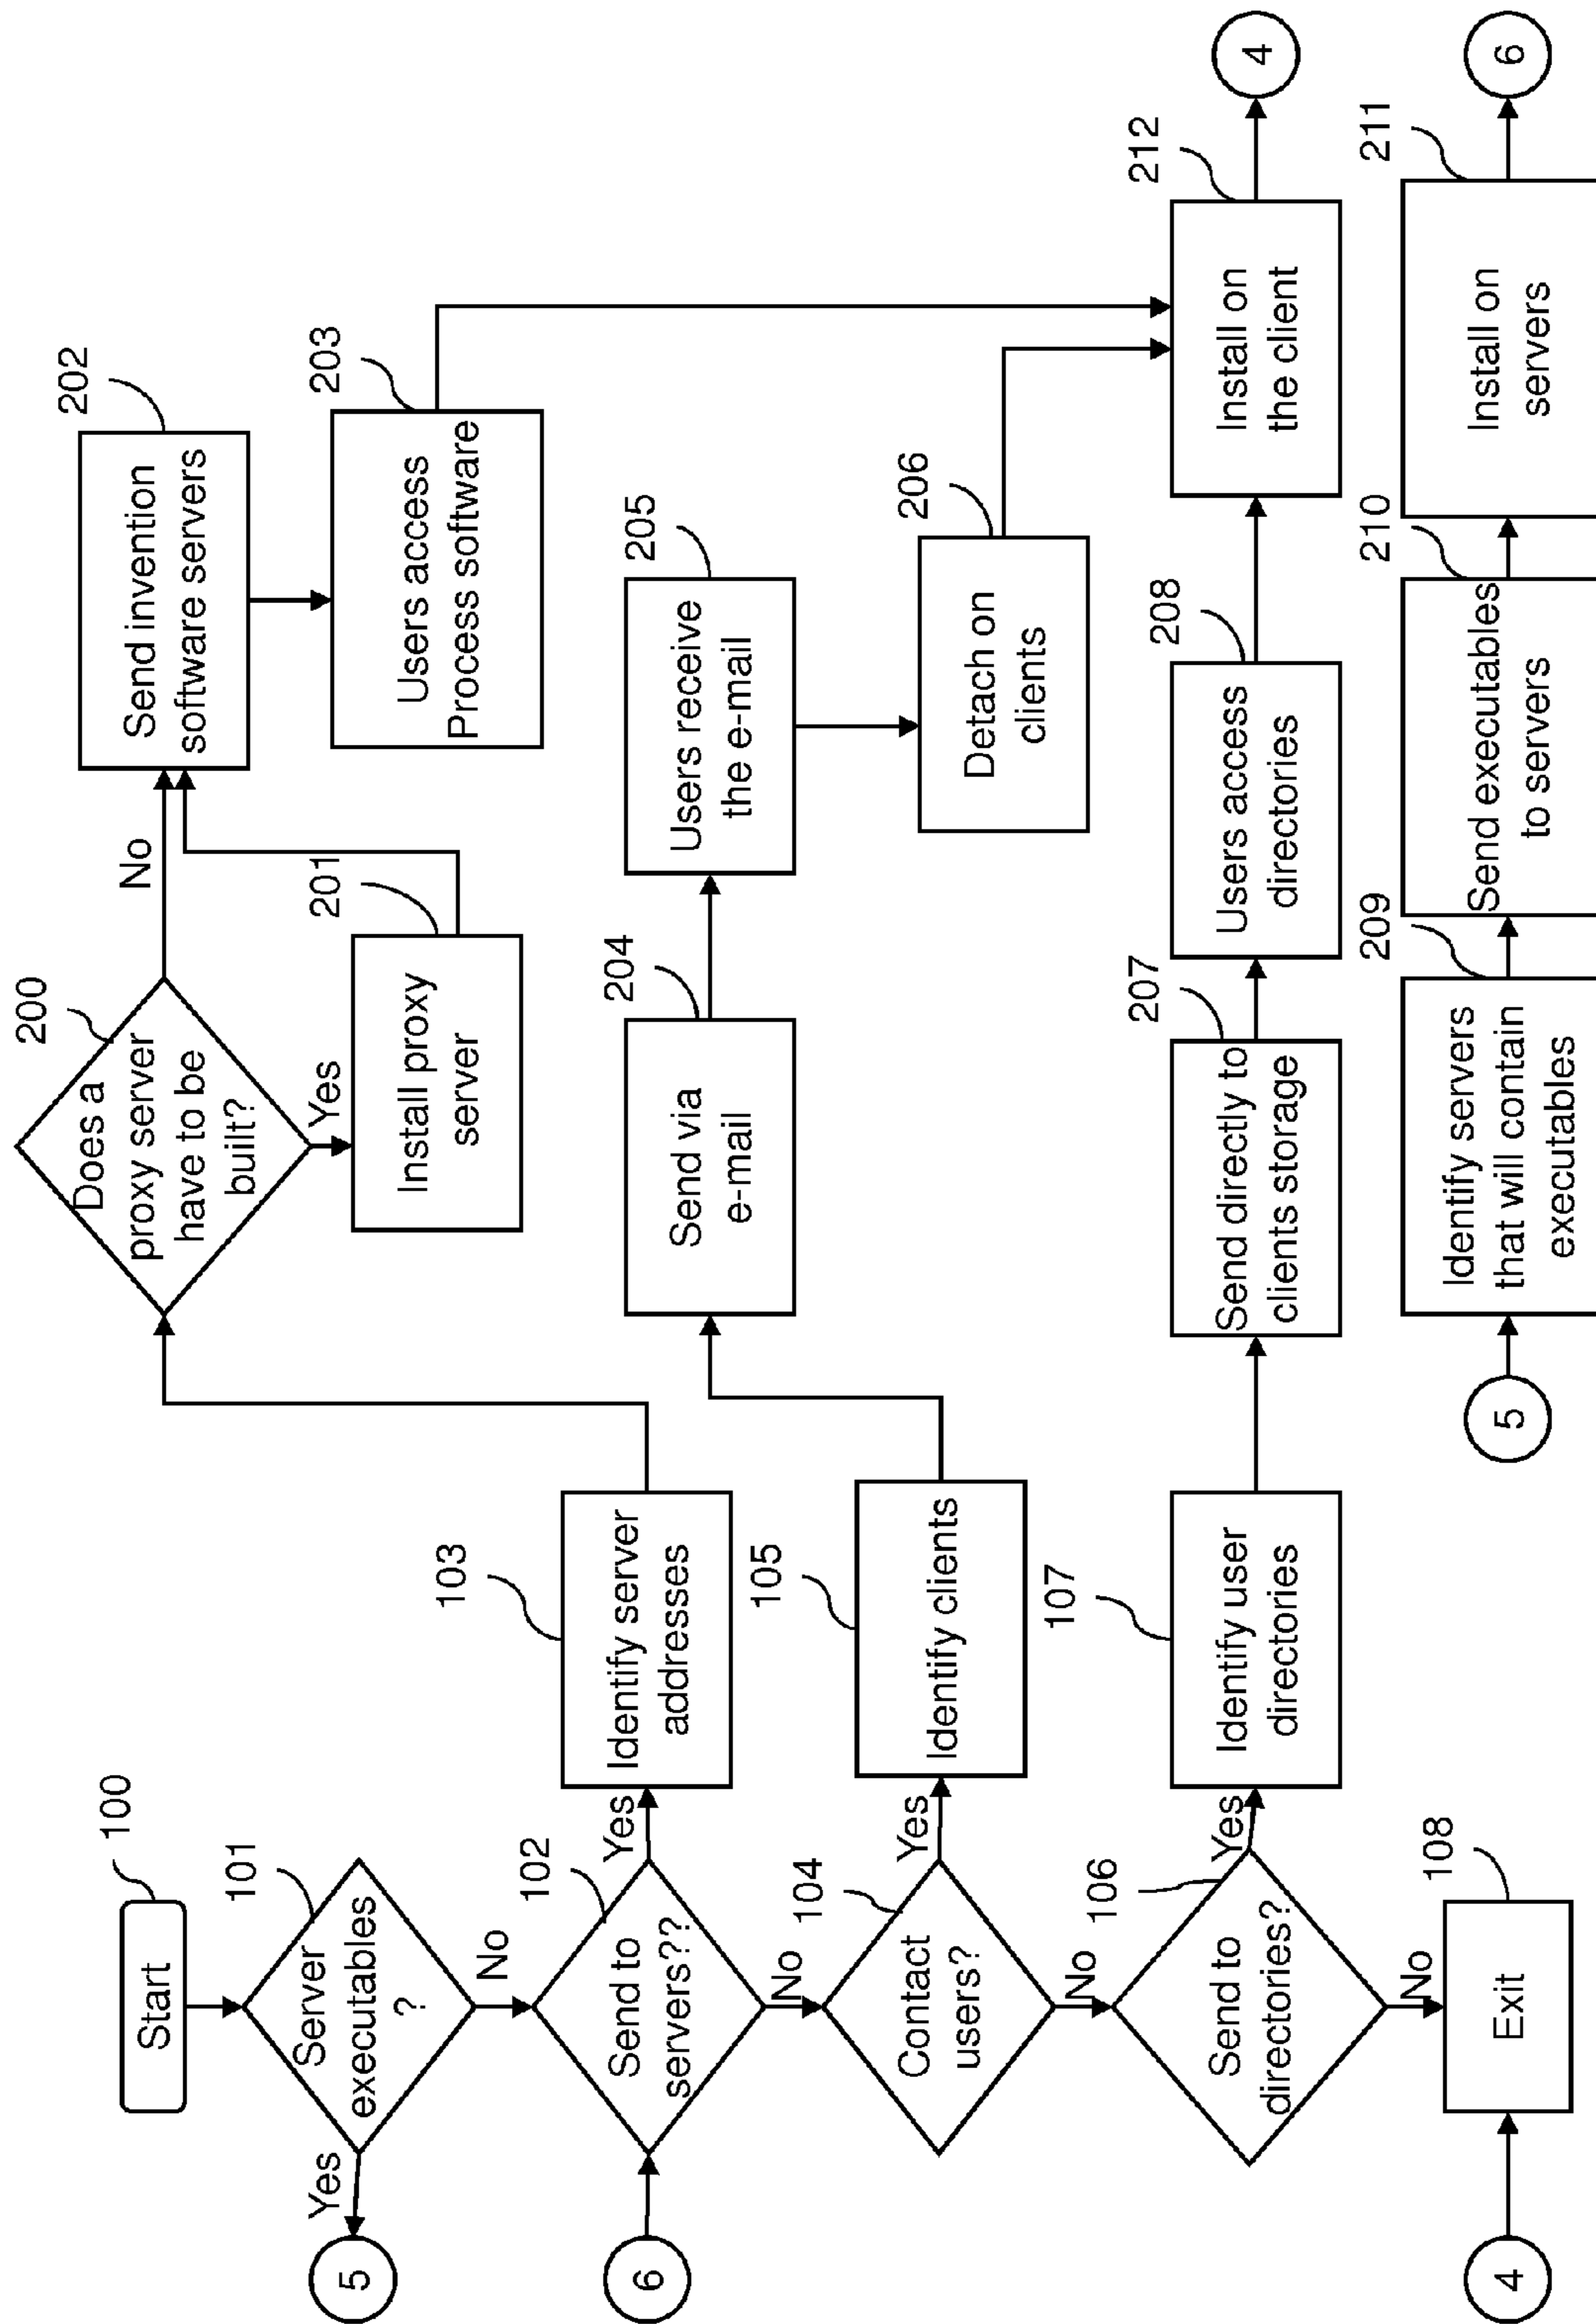 100
Start
101
Server
executables
?
Yes
5
No
102
Send to
servers??
6
Yes
103
Identify server
addresses
No
104
Contact
users?
Yes
105
Identify clients
No
106
Send to
directories?
Yes
107
Identify user
directories
No
108
Exit
4
200
Does a
proxy server
have to be
built?
Yes
201
Install proxy
server
No
202
Send invention
software servers
203
Users access
Process software
204
Send via
e-mail
205
Users receive
the e-mail
206
Detach on
clients
207
Send directly to
clients storage
208
Users access
directories
212
Install on
the client
4
5
209
Identify servers
that will contain
executables
210
Send executables
to servers
211
Install on
servers
6